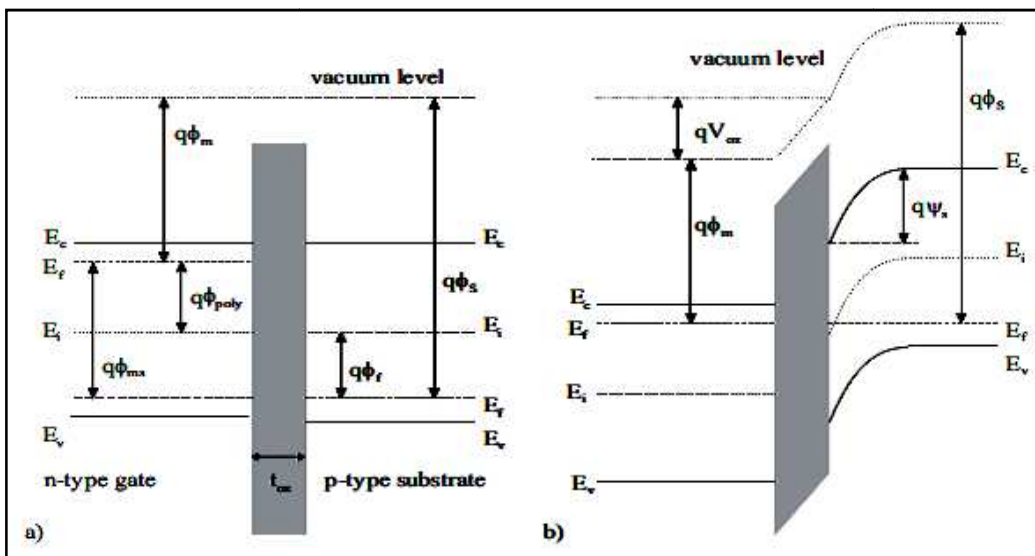 vacuum level
qϕm
Ec
Ef
qϕpoly
Ei
qϕms
Ev
n-type gate
tox
Ec
qϕs
Ei
qϕf
Ef
Ev
p-type substrate
a)
vacuum level
qVox
qϕm
Ec
Ef
Ei
Ev
qϕs
Ec
qψs
Ei
Ef
Ev
b)